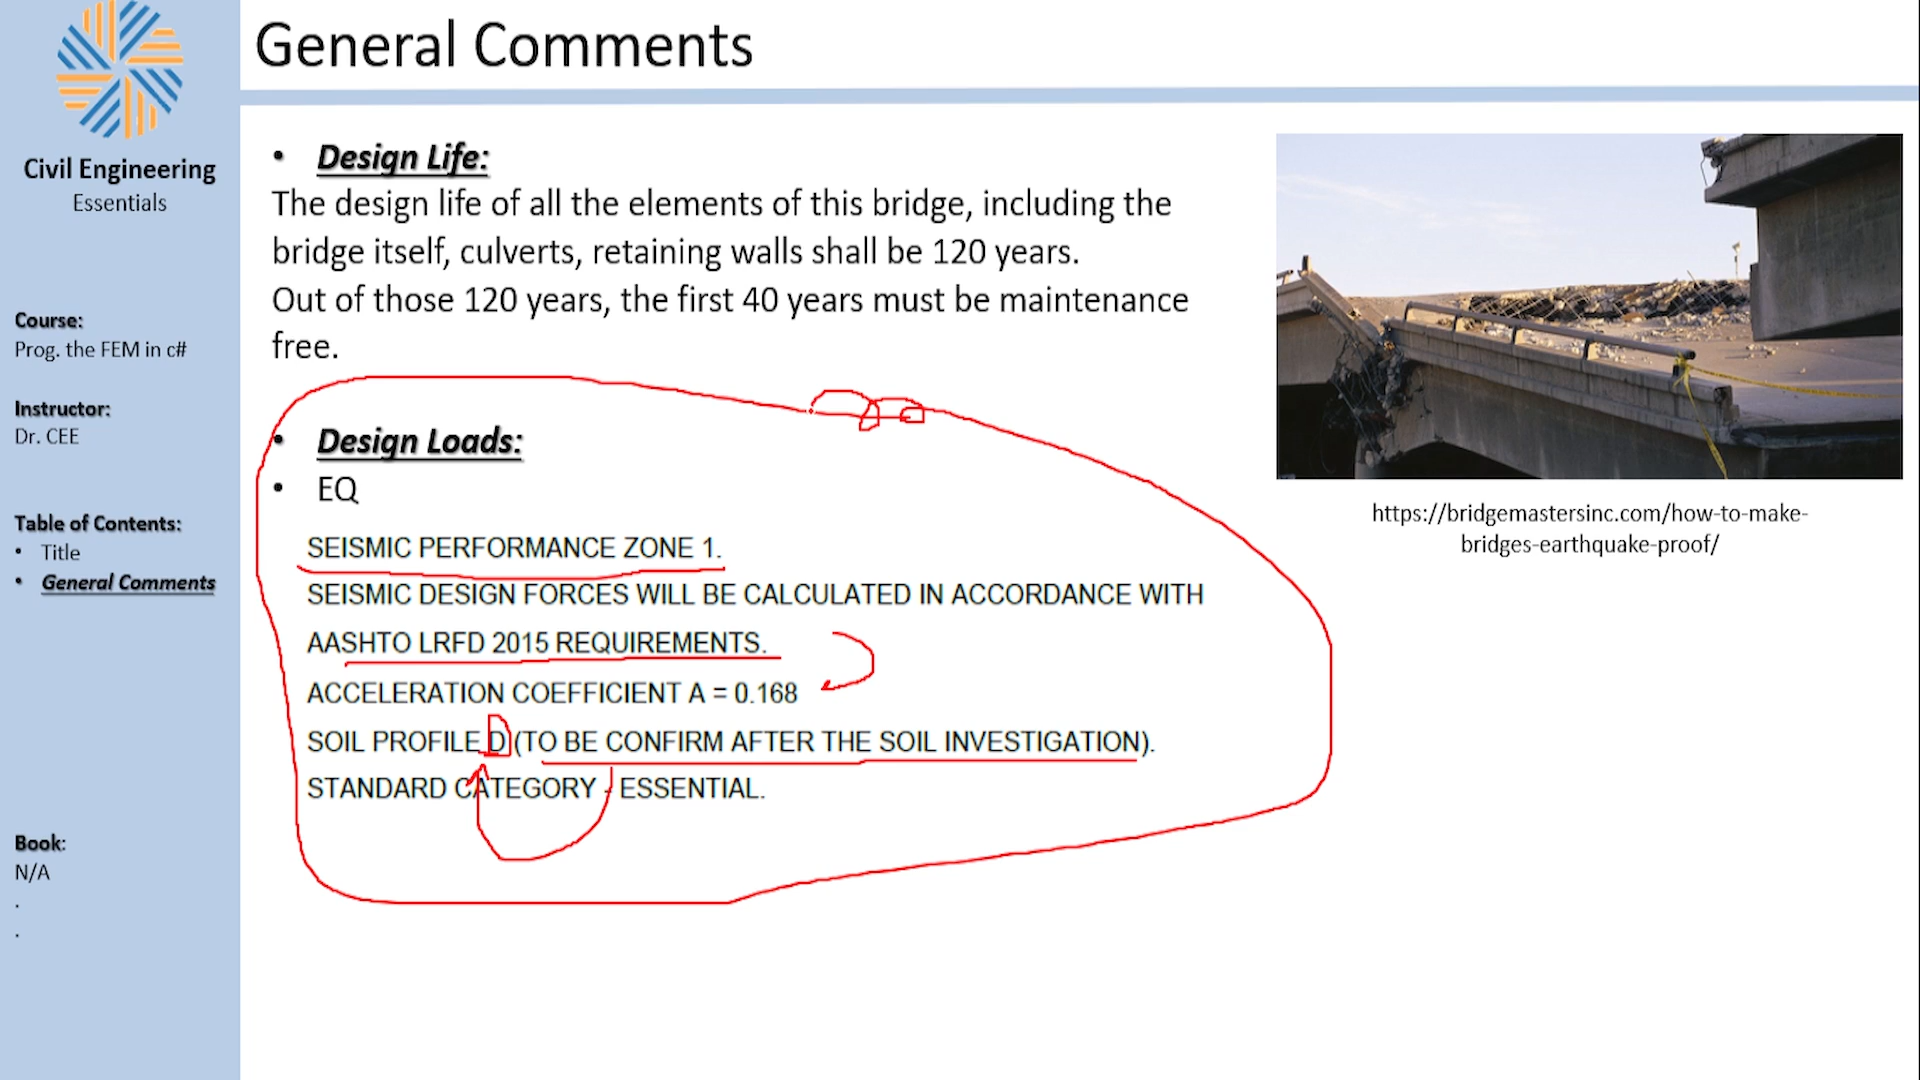 General Comments
Civil Engineering
Essentials
Course:
Prog. the FEM in c#
Instructor:
Dr. CEE
Table of Contents:
• Title
• General Comments
Book:
N/A
.
.
• Design Life:
The design life of all the elements of this bridge, including the
bridge itself, culverts, retaining walls shall be 120 years.
Out of those 120 years, the first 40 years must be maintenance
free.
• Design Loads:
• EQ
SEISMIC PERFORMANCE ZONE 1.
SEISMIC DESIGN FORCES WILL BE CALCULATED IN ACCORDANCE WITH
AASHTO LRFD 2015 REQUIREMENTS.
ACCELERATION COEFFICIENT A = 0.168
SOIL PROFILE D (TO BE CONFIRM AFTER THE SOIL INVESTIGATION).
STANDARD CATEGORY - ESSENTIAL.
https://bridgemastersinc.com/how-to-make-
bridges-earthquake-proof/